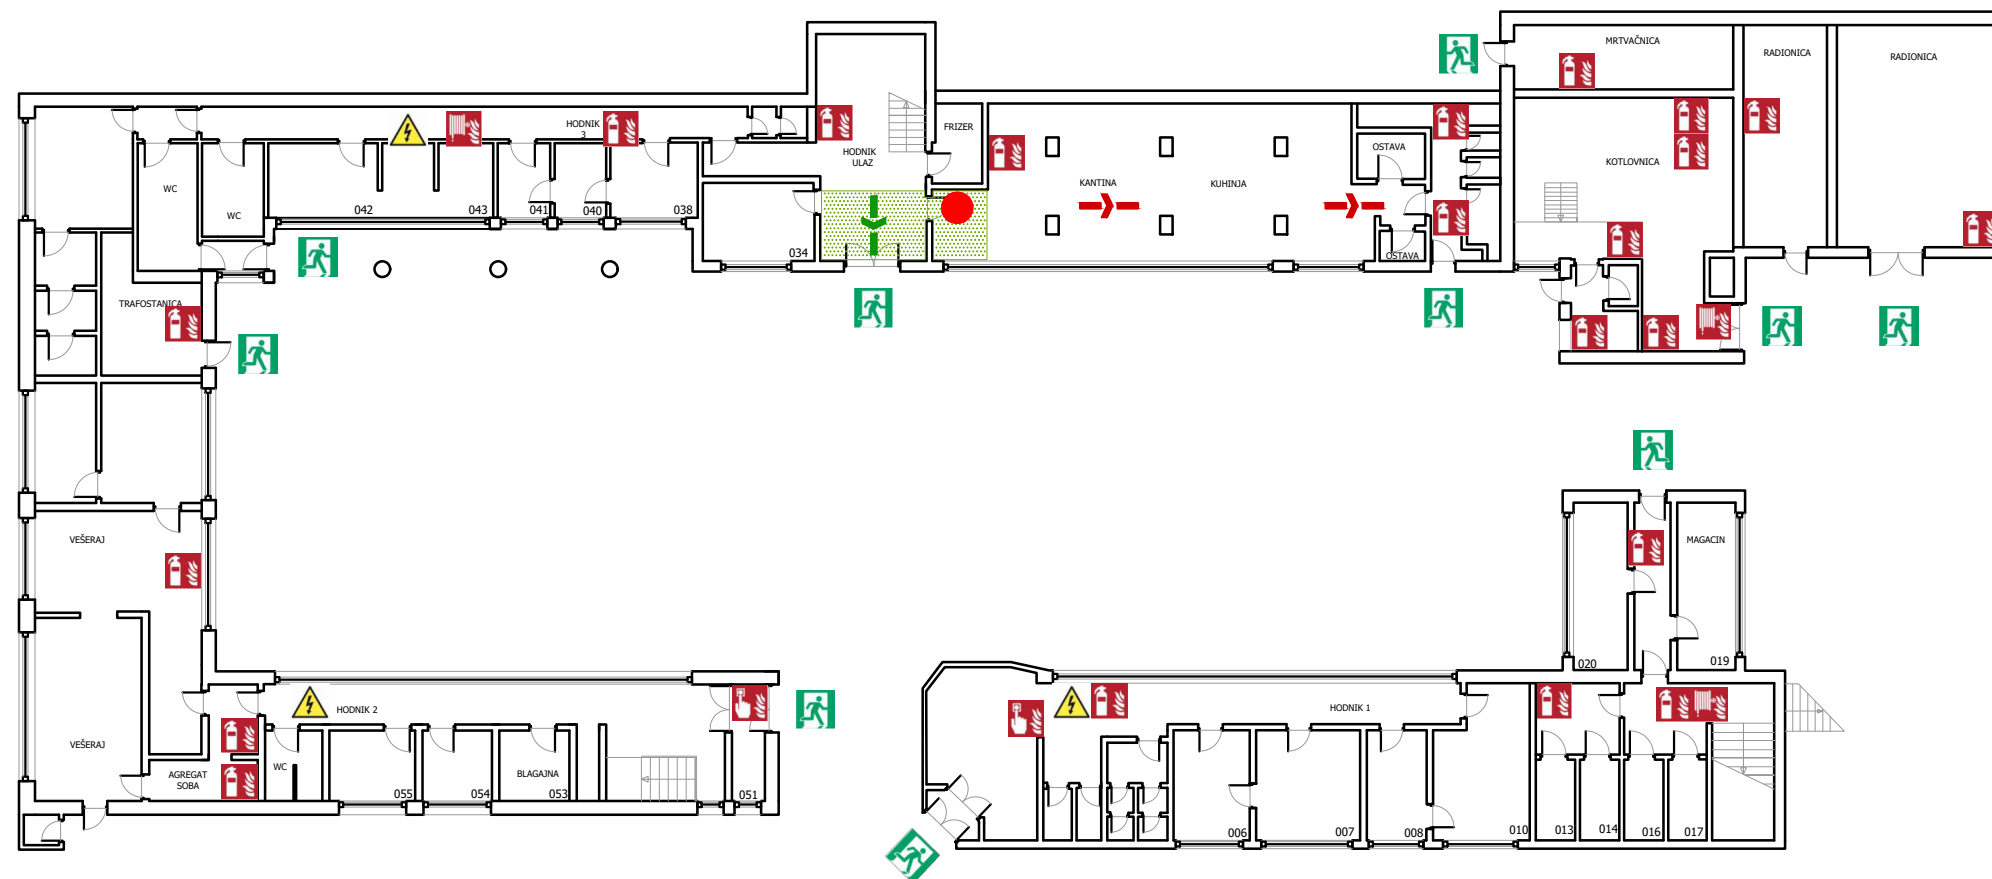 MRTVAČNICA
RADIONICA
RADIONICA
HODNIK
3
FRIZER
HODNIK
ULAZ
OSTAVA
KOTLOVNICA
WC
WC
KANTINA
KUHINJA
042
043
041
040
038
034
OSTAVA
TRAFOSTANICA
VEŠERAJ
MAGACIN
020
019
HODNIK 2
HODNIK 1
VEŠERAJ
WC
AGREGAT
SOBA
BLAGAJNA
055
054
053
051
006
007
008
010
013
014
016
017